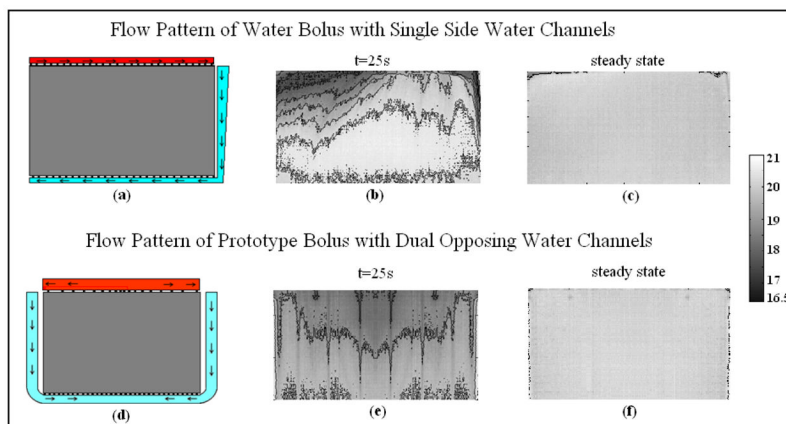 Flow Pattern of Water Bolus with Single Side Water Channels
t=25s
steady state
(a)
(b)
(c)
21
20
19
18
17
16.5
Flow Pattern of Prototype Bolus with Dual Opposing Water Channels
t=25s
steady state
(d)
(e)
(f)